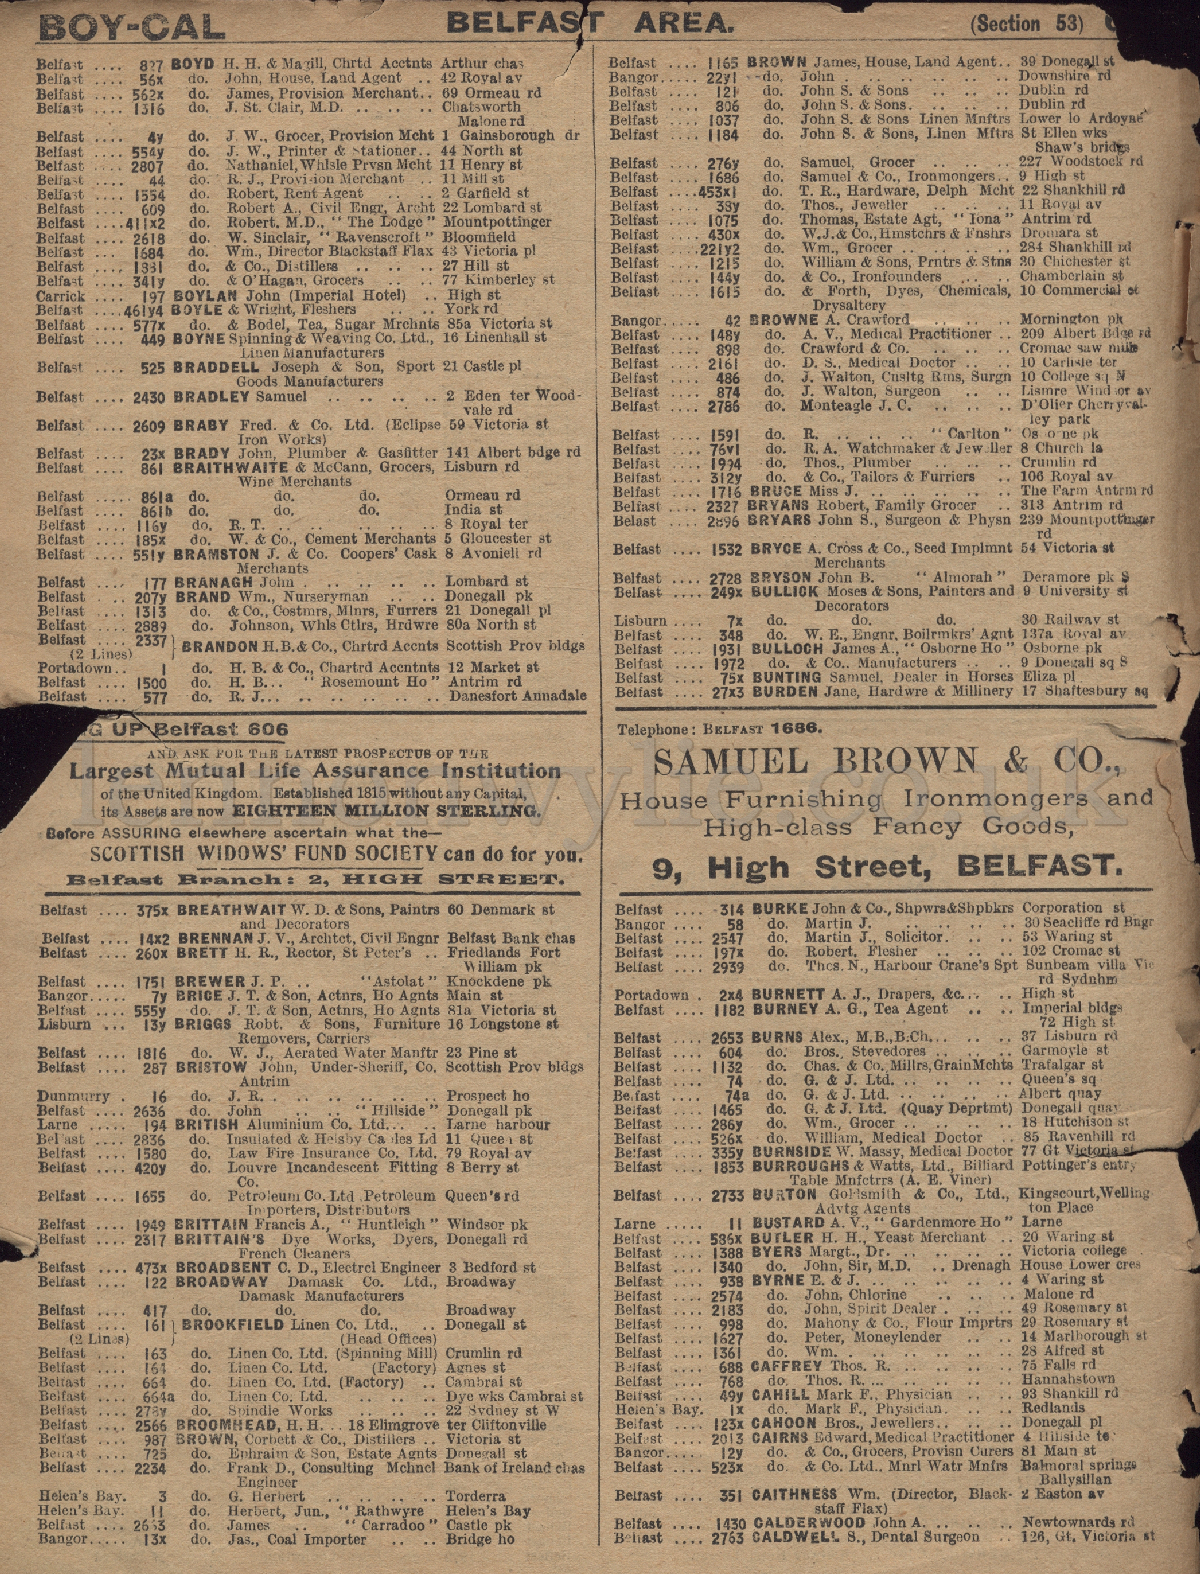 BOY-CAL
BELFAST AREA.
(Section 53)
Belfast .... 827 BOYD H. H. & Magill, Chrtd Acctnts Arthur chas
Belfast .... 56x do. John, House, Land Agent .. 42 Royal av
Belfast .... 562x do. James, Provision Merchant.. 69 Ormeau rd
Belfast .... 1316 do. J. St. Clair, M.D. .. .. .. Chatsworth
Malone rd
Belfast .... 4y do. J. W., Grocer, Provision Mcht 1 Gainsborough dr
Belfast .... 554y do. J. W., Printer & Stationer.. 44 North st
Belfast .... 2807 do. Nathaniel, Whlsle Prvsn Mcht 11 Henry st
Belfast .... 44 do. R. J., Provision Merchant .. 11 Mill st
Belfast .... 1554 do. Robert, Rent Agent .. .. 2 Garfield st
Belfast .... 609 do. Robert A., Civil Engr, Archt 22 Lombard st
Belfast ....411x2 do. Robert. M.D., "The Lodge" Mountpottinger
Belfast .... 2618 do. W. Sinclair, "Ravenscroft" Bloomfield
Belfast .... 1684 do. Wm., Director Blackstaff Flax 43 Victoria pl
Belfast .... 1331 do. & Co., Distillers .. .. .. 27 Hill st
Belfast .... 341y do. & O'Hagan, Grocers .. .. 77 Kimberley st
Carrick .... 197 BOYLAN John (Imperial Hotel) .. High st
Belfast ....461y4 BOYLE & Wright, Fleshers .. .. York rd
Belfast .... 577x do. & Bodel, Tea, Sugar Mrchnts 85a Victoria st
Belfast .... 449 BOYNE Spinning & Weaving Co. Ltd., 16 Linenhall st
Linen Manufacturers
Belfast .... 525 BRADDELL Joseph & Son, Sport 21 Castle pl
Goods Manufacturers
Belfast .... 2430 BRADLEY Samuel .. .. .. .. 2 Eden ter Wood-
vale rd
Belfast .... 2609 BRABY Fred. & Co. Ltd. (Eclipse 59 Victoria st
Iron Works)
Belfast .... 23x BRADY John, Plumber & Gasfitter 141 Albert bdge rd
Belfast .... 861 BRAITHWAITE & McCann, Grocers, Lisburn rd
Wine Merchants
Belfast ..... 861a do. do. do. Ormeau rd
Belfast .... 861b do. do. do. India st
Belfast .... 116y do. R. T. .. .. .. .. .. .. 8 Royal ter
Belfast .... 185x do. W. & Co., Cement Merchants 5 Gloucester st
Belfast .... 551y BRAMSTON J. & Co. Coopers' Cask 8 Avoniell rd
Merchants
Belfast .... 177 BRANAGH John . .. .. .. .. Lombard st
Belfast .... 207y BRAND Wm., Nurseryman .. .. Donegall pk
Belfast .... 1313 do. & Co., Costmrs, Mlnrs, Furrers 21 Donegall pl
Belfast .... 2889 do. Johnson, Whls Ctlrs, Hrdwre 80a North st
Belfast .... 2337 } BRANDON H.B. & Co., Chrtrd Accnts Scottish Prov bldgs
(2 Lines)
Portadown.. 1 do. H. B. & Co., Chartrd Accntnts 12 Market st
Belfast .... 1500 do. H. B... "Rosemount Ho" Antrim rd
Belfast .... 577 do. R. J... .. .. .. .. .. Danesfort Annadale
G UP Belfast 606
AND ASK FOR THE LATEST PROSPECTUS OF THE
Largest Mutual Life Assurance Institution
of the United Kingdom. Established 1815 without any Capital,
its Assets are now EIGHTEEN MILLION STERLING.
Before ASSURING elsewhere ascertain what the—
SCOTTISH WIDOWS' FUND SOCIETY can do for you.
Belfast Branch: 2, HIGH STREET.
Belfast .... 375x BREATHWAIT W. D. & Sons, Paintrs 60 Denmark st
and Decorators
Belfast .... 14x2 BRENNAN J. V., Archtct, Civil Engnr Belfast Bank chas
Belfast .... 260x BRETT H. R., Rector, St Peter's .. Friedlands Fort
William pk
Belfast .... 1751 BREWER J. P. .. "Astolat" Knockdene pk
Bangor..... 7y BRICE J. T. & Son, Actnrs, Ho Agnts Main st
Belfast .... 555y do. J. T. & Son, Actnrs, Ho Agnts 81a Victoria st
Lisburn ... 13y BRIGGS Robt. & Sons, Furniture 16 Longstone st
Removers, Carriers
Belfast .... 1816 do. W. J., Aerated Water Manftr 23 Pine st
Belfast .... 287 BRISTOW John, Under-Sheriff, Co. Scottish Prov bldgs
Antrim
Dunmurry . 16 do. J. R. . .. .. .. .. .. Prospect ho
Belfast .... 2636 do. John .. .. "Hillside" Donegall pk
Larne ..... 194 BRITISH Aluminium Co. Ltd... .. Larne harbour
Belfast .... 2836 do. Insulated & Helsby Cables Ld 11 Queen st
Belfast .... 1580 do. Law Fire Insurance Co. Ltd. 79 Royal av
Belfast .... 420y do. Louvre Incandescent Fitting 8 Berry st
Co.
Belfast .... 1655 do. Petroleum Co. Ltd. Petroleum Queen's rd
Importers, Distributors
Belfast .... 1949 BRITTAIN Francis A., "Huntleigh" Windsor pk
Belfast .... 2317 BRITTAIN'S Dye Works, Dyers, Donegall rd
French Cleaners
Belfast .... 473x BROADBENT C. D., Electrcl Engineer 3 Bedford st
Belfast .... 122 BROADWAY Damask Co. Ltd., Broadway
Damask Manufacturers
Belfast .... 417 do. do. do. Broadway
Belfast .... 161 } BROOKFIELD Linen Co. Ltd., .. Donegall st
(2 Lines) (Head Offices)
Belfast .... 163 do. Linen Co. Ltd. (Spinning Mill) Crumlin rd
Belfast .... 164 do. Linen Co. Ltd. (Factory) Agnes st
Belfast .... 664 do. Linen Co. Ltd. (Factory) .. Cambrai st
Belfast .... 664a do. Linen Co. Ltd. .. .. .. Dye wks Cambrai st
Belfast .... 273y do. Spindle Works .. .. .. 22 Sydney st W
Belfast .... 2566 BROOMHEAD, H. H... 18 Elimgrove ter Cliftonville
Belfast .... 987 BROWN, Corbett & Co., Distillers .. Victoria st
Belfast .... 725 do. Ephraim & Son, Estate Agnts Donegall st
Belfast .... 2234 do. Frank D., Consulting Mchncl Bank of Ireland chas
Engineer
Helen's Bay. 3 do. G. Herbert .. .. .. .. Torderra
Helen's Bay. 11 do. Herbert, Jun., "Rathwyre Helen's Bay
Belfast .... 2653 do. James .. .. "Carradoo" Castle pk
Bangor..... 13x do. Jas., Coal Importer .. .. Bridge ho
Belfast .... 1165 BROWN James, House, Land Agent.. 39 Donegall st
Bangor..... 22y1 do. John .. .. .. .. .. Downshire rd
Belfast .... 121 do. John S. & Sons .. .. .. Dublin rd
Belfast .... 806 do. John S. & Sons. .. .. .. Dublin rd
Belfast .... 1037 do. John S. & Sons Linen Mnftrs Lower lo Ardoyne
Belfast .... 1184 do. John S. & Sons, Linen Mftrs St Ellen wks
Shaw's bridge
Belfast .... 276y do. Samuel, Grocer .. .. .. 227 Woodstock rd
Belfast .... 1686 do. Samuel & Co., Ironmongers.. 9 High st
Belfast ....453x1 do. T. R., Hardware, Delph Mcht 22 Shankhill rd
Belfast .... 38y do. Thos., Jeweller .. .. .. 11 Royal av
Belfast .... 1075 do. Thomas, Estate Agt, "Iona" Antrim rd
Belfast .... 430x do. W.J. & Co., Hmstchrs & Fnshrs Dromara st
Belfast ....221y2 do. Wm., Grocer .. .. .. .. 284 Shankhill rd
Belfast .... 1215 do. William & Sons, Prntrs & Stns 30 Chichester st
Belfast .... 144y do. & Co., Ironfounders .. .. Chamberlain st
Belfast .... 1615 do. & Forth, Dyes, Chemicals, 10 Commercial ct
Drysaltery
Bangor..... 42 BROWNE A. Crawford .. .. .. Mornington pk
Belfast .... 148y do. A. V., Medical Practitioner .. 209 Albert Bdge rd
Belfast .... 898 do. Crawford & Co. .. .. .. Cromac saw mills
Belfast .... 2161 do. D. S., Medical Doctor .. .. 10 Carlisle ter
Belfast .... 486 do. J. Walton, Cnsltg Rms, Surgn 10 College sq N
Belfast .... 874 do. J. Walton, Surgeon .. .. Lismre Windsor av
Belfast .... 2786 do. Monteagle J. C. .. .. .. D'Olier Cherryval-
ley park
Belfast .... 1591 do. R. .. .. .. "Carlton" Osborne pk
Belfast .... 76y1 do. R. A. Watchmaker & Jeweller 8 Church la
Belfast .... 1994 do. Thos., Plumber .. .. .. Crumlin rd
Belfast .... 312y do. & Co., Tailors & Furriers .. 106 Royal av
Belfast .... 1716 BRUCE Miss J. .. .. .. .. .. The Farm Antrm rd
Belfast .... 2327 BRYANS Robert, Family Grocer .. 313 Antrim rd
Belfast .... 2896 BRYARS John S., Surgeon & Physn 239 Mountpottinger
rd
Belfast .... 1532 BRYCE A. Cross & Co., Seed Implmnt 54 Victoria st
Merchants
Belfast .... 2728 BRYSON John B. "Almorah" Deramore pk S
Belfast .... 249x BULLICK Moses & Sons, Painters and 9 University st
Decorators
Lisburn .... 7x do. do. do. 30 Railway st
Belfast .... 348 do. W. E., Engnr, Boilrmkrs' Agnt 137a Royal av
Belfast .... 1931 BULLOCH James A., "Osborne Ho" Osborne pk
Belfast .... 1972 do. & Co.. Manufacturers .. .. 9 Donegall sq S
Belfast .... 75x BUNTING Samuel, Dealer in Horses Eliza pl
Belfast .... 27x3 BURDEN Jane, Hardwre & Millinery 17 Shaftesbury sq
Telephone: BELFAST 1686.
SAMUEL BROWN & CO.,
House Furnishing Ironmongers and
High-class Fancy Goods,
9, High Street, BELFAST.
Belfast .... 314 BURKE John & Co., Shpwrs&Shpbkrs Corporation st
Bangor .... 58 do. Martin J. .. .. .. .. 30 Seacliffe rd Bngr
Belfast .... 2547 do. Martin J., Solicitor. .. .. 53 Waring st
Belfast .... 197x do. Robert, Flesher .. .. .. 102 Cromac st
Belfast .... 2939 do. Thos. N., Harbour Crane's Spt Sunbeam villa Vic
rd Sydnhm
Portadown . 2x4 BURNETT A. J., Drapers, &c... .. High st
Belfast .... 1182 BURNEY A. G., Tea Agent .. .. Imperial bldgs
72 High st
Belfast .... 2653 BURNS Alex., M.B., B.Ch... .. .. 37 Lisburn rd
Belfast .... 604 do. Bros., Stevedores .. .. .. Garmoyle st
Belfast .... 1132 do. Chas. & Co. Millrs, Grain Mchts Trafalgar st
Belfast .... 74 do. G. & J. Ltd. .. .. .. .. Queen's sq
Belfast .... 74a do. G. & J. Ltd. .. .. .. .. Albert quay
Belfast .... 1465 do. G. & J. Ltd. (Quay Deprtmt) Donegall quay
Belfast .... 286y do. Wm., Grocer .. .. .. .. 18 Hutchison st
Belfast .... 526x do. William, Medical Doctor .. 85 Ravenhill rd
Belfast .... 335y BURNSIDE W. Massy, Medical Doctor 77 Gt Victoria st
Belfast .... 1853 BURROUGHS & Watts, Ltd., Billiard Pottinger's entry
Table Mnfctrrs (A. E. Viner)
Belfast .... 2733 BURTON Goldsmith & Co., Ltd., Kingscourt, Welling
Advtg Agents ton Place
Larne ..... 11 BUSTARD A. V., "Gardenmore Ho" Larne
Belfast .... 586x BUTLER H. H., Yeast Merchant .. 20 Waring st
Belfast .... 1388 BYERS Margt., Dr. .. .. .. .. Victoria college
Belfast .... 1340 do. John, Sir, M.D. .. Drenagh House Lower cres
Belfast .... 938 BYRNE E. & J. .. .. .. .. .. 4 Waring st
Belfast .... 2574 do. John, Chlorine .. .. .. Malone rd
Belfast .... 2183 do. John, Spirit Dealer . .. .. 49 Rosemary st
Belfast .... 998 do. Mahony & Co., Flour Imprtrs 29 Rosemary st
Belfast .... 1627 do. Peter, Moneylender .. .. 14 Marlborough st
Belfast .... 1361 do. Wm. .. .. .. .. .. .. 28 Alfred st
Belfast .... 688 CAFFREY Thos. R. .. .. .. .. 75 Falls rd
Belfast .... 768 do. Thos. R. ... .. .. .. .. Hannahstown
Belfast .... 49y CAHILL Mark F., Physician .. .. 93 Shankill rd
Helen's Bay. 1x do. Mark F., Physician. .. .. Redlands
Belfast .... 123x CAHOON Bros., Jewellers.. .. .. Donegall pl
Belfast .... 2013 CAIRNS Edward, Medical Practitioner 4 Hillside te
Bangor..... 12y do. & Co., Grocers, Provisn Curers 81 Main st
Belfast .... 523x do. & Co. Ltd.. Mnrl Watr Mnfrs Balmoral springs
Ballysillan
Belfast .... 351 CAITHNESS Wm. (Director, Black- 2 Easton av
staff Flax)
Belfast .... 1430 CALDERWOOD John A. .. .. .. Newtownards rd
Belfast .... 2763 CALDWELL S., Dental Surgeon .. 126, Gt. Victoria st